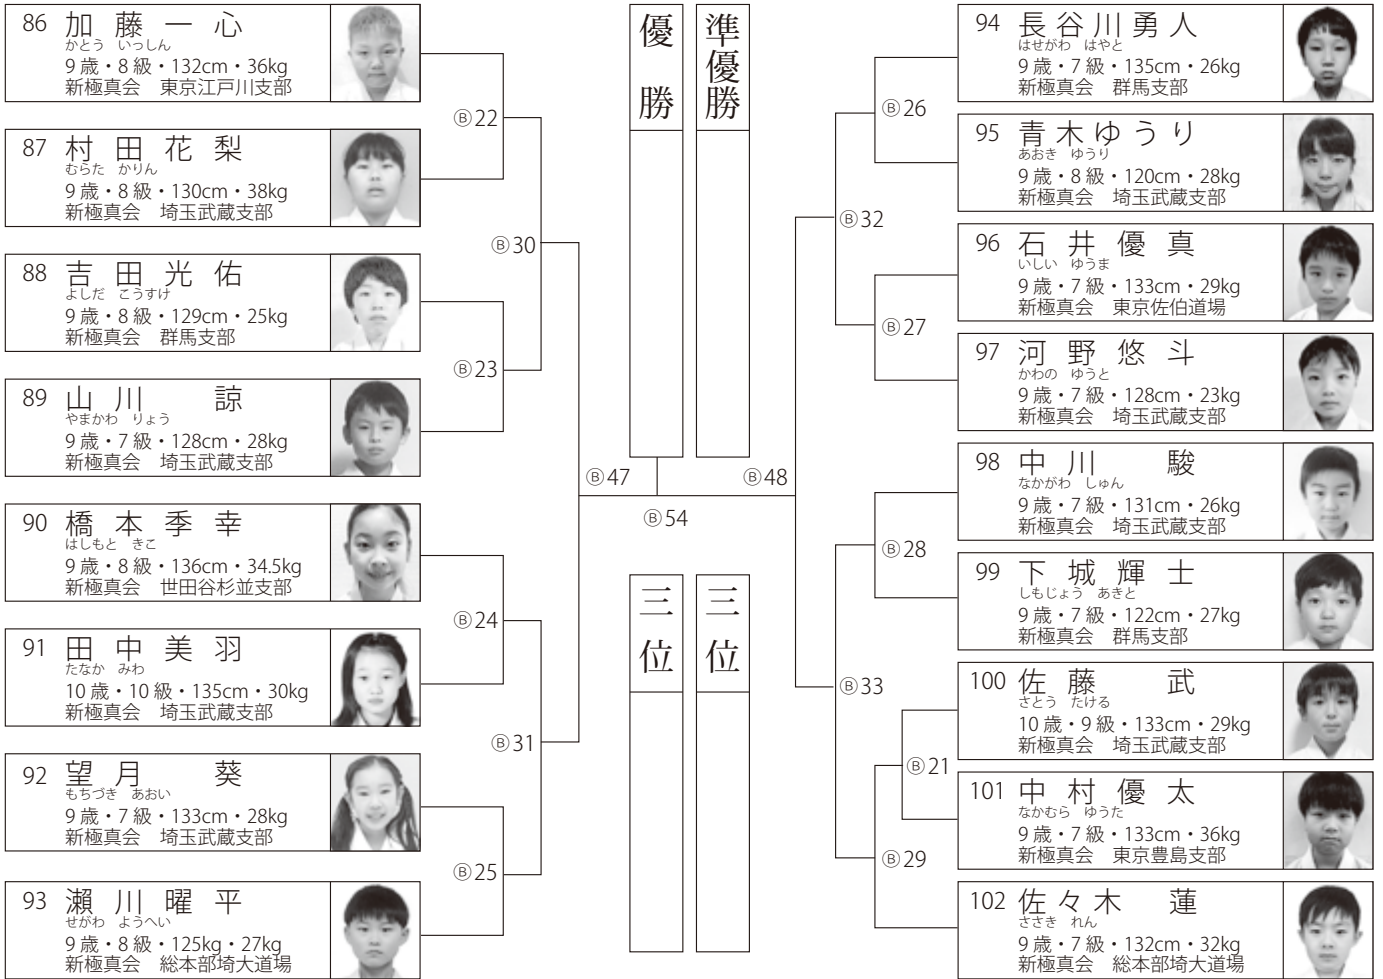 86 加藤一心
かとう いっしん
9歳・8級・132cm・36kg
新極真会 東京江戸川支部
87 村田花梨
むらた かりん
9歳・8級・130cm・38kg
新極真会 埼玉武蔵支部
88 吉田光佑
よしだ こうすけ
9歳・8級・129cm・25kg
新極真会 群馬支部
89 山川 諒
やまかわ りょう
9歳・7級・128cm・28kg
新極真会 埼玉武蔵支部
90 橋本季幸
はしもと きこ
9歳・8級・136cm・34.5kg
新極真会 世田谷杉並支部
91 田中美羽
たなか みわ
10歳・10級・135cm・30kg
新極真会 埼玉武蔵支部
92 望月 葵
もちづき あおい
9歳・7級・133cm・28kg
新極真会 埼玉武蔵支部
93 瀨川曜平
せがわ ようへい
9歳・8級・125kg・27kg
新極真会 総本部埼大道場
Ⓑ22
Ⓑ23
Ⓑ24
Ⓑ25
Ⓑ30
Ⓑ31
Ⓑ47
優勝
準優勝
Ⓑ54
三位
三位
Ⓑ48
Ⓑ32
Ⓑ33
Ⓑ26
Ⓑ27
Ⓑ28
Ⓑ21
Ⓑ29
94 長谷川勇人
はせがわ はやと
9歳・7級・135cm・26kg
新極真会 群馬支部
95 青木ゆうり
あおき ゆうり
9歳・8級・120cm・28kg
新極真会 埼玉武蔵支部
96 石井優真
いしい ゆうま
9歳・7級・133cm・29kg
新極真会 東京佐伯道場
97 河野悠斗
かわの ゆうと
9歳・7級・128cm・23kg
新極真会 埼玉武蔵支部
98 中川 駿
なかがわ しゅん
9歳・7級・131cm・26kg
新極真会 埼玉武蔵支部
99 下城輝士
しもじょう あきと
9歳・7級・122cm・27kg
新極真会 群馬支部
100 佐藤 武
さとう たける
10歳・9級・133cm・29kg
新極真会 埼玉武蔵支部
101 中村優太
なかむら ゆうた
9歳・7級・133cm・36kg
新極真会 東京豊島支部
102 佐々木 蓮
ささき れん
9歳・7級・132cm・32kg
新極真会 総本部埼大道場